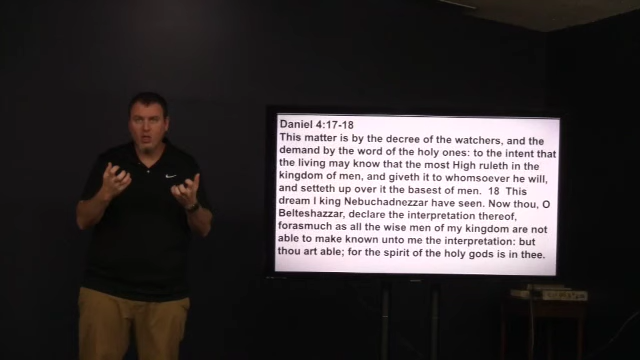 Daniel 4:17-18
This matter is by the decree of the watchers, and the
demand by the word of the holy ones: to the intent that
the living may know that the most High ruleth in the
kingdom of men, and giveth it to whomsoever he will,
and setteth up over it the basest of men.  18  This
dream I king Nebuchadnezzar have seen. Now thou, O
Belteshazzar, declare the interpretation thereof,
forasmuch as all the wise men of my kingdom are not
able to make known unto me the interpretation: but
thou art able; for the spirit of the holy gods is in thee.